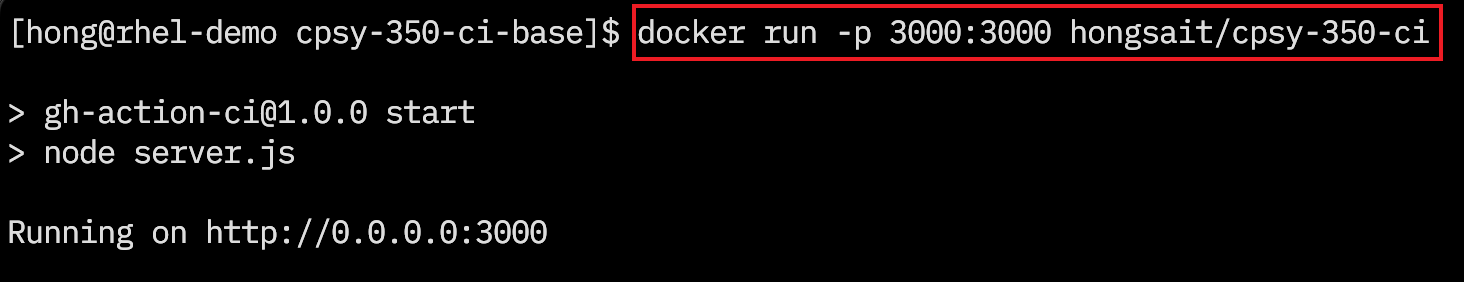 [hong@rhel-demo cpsy-350-ci-base]$ docker run -p 3000:3000 hongsait/cpsy-350-ci
> gh-action-ci@1.0.0 start
> node server.js
Running on http://0.0.0.0:3000